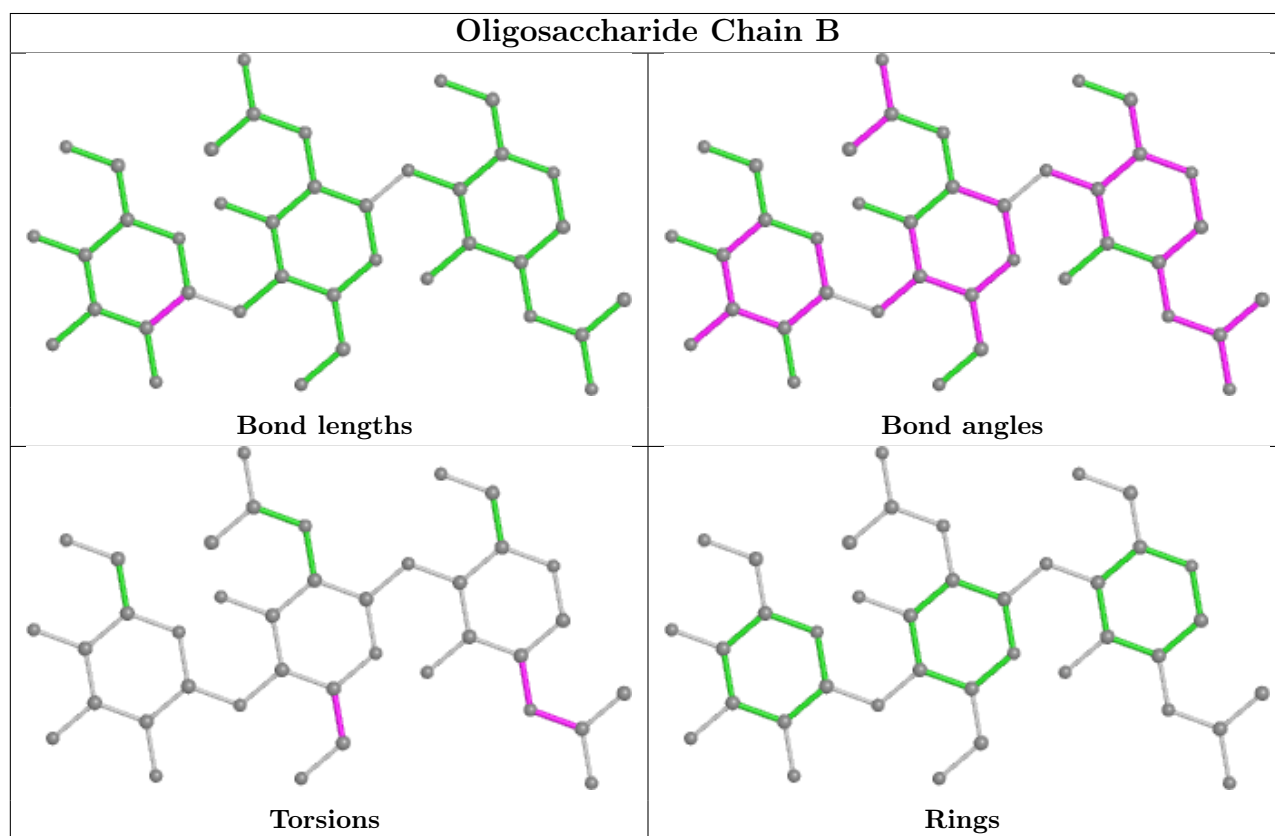 Oligosaccharide Chain B
Bond lengths
Bond angles
Torsions
Rings